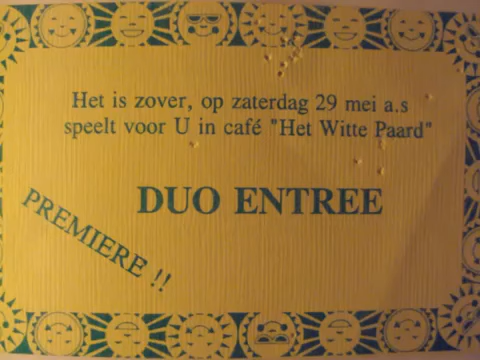 Het is zover, op zaterdag 29 mei a.s
speelt voor U in café "Het Witte Paard"
DUO ENTREE
PREMIERE !!